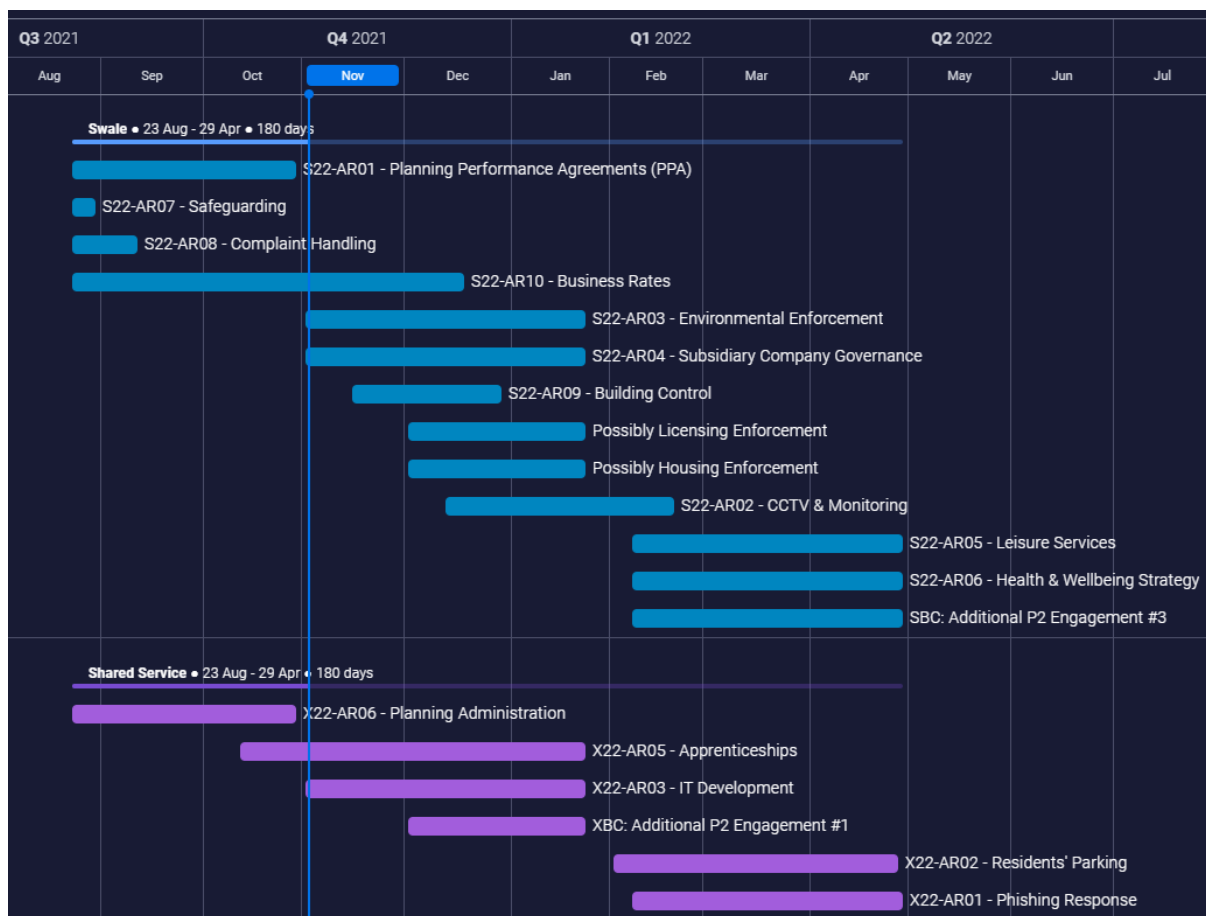 Q3 2021 Q4 2021 Q1 2022 Q2 2022
Aug Sep Oct Nov Dec Jan Feb Mar Apr May Jun Jul
Swale • 23 Aug - 29 Apr • 180 days
S22-AR01 - Planning Performance Agreements (PPA)
S22-AR07 - Safeguarding
S22-AR08 - Complaint Handling
S22-AR10 - Business Rates
S22-AR03 - Environmental Enforcement
S22-AR04 - Subsidiary Company Governance
S22-AR09 - Building Control
Possibly Licensing Enforcement
Possibly Housing Enforcement
S22-AR02 - CCTV & Monitoring
S22-AR05 - Leisure Services
S22-AR06 - Health & Wellbeing Strategy
SBC: Additional P2 Engagement #3
Shared Service • 23 Aug - 29 Apr • 180 days
X22-AR06 - Planning Administration
X22-AR05 - Apprenticeships
X22-AR03 - IT Development
XBC: Additional P2 Engagement #1
X22-AR02 - Residents' Parking
X22-AR01 - Phishing Response